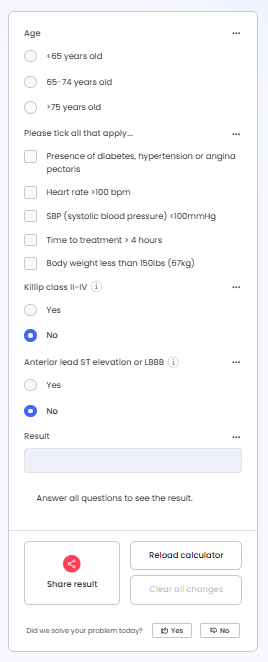 Age
<65 years old
65-74 years old
>75 years old
Please tick all that apply...
Presence of diabetes, hypertension or angina
pectoris
Heart rate >100 bpm
SBP (systolic blood pressure) <100mmHg
Time to treatment > 4 hours
Body weight less than 150lbs (67kg)
Killip class II-IV
Yes
No
Anterior lead ST elevation or LBBB
Yes
No
Result
Answer all questions to see the result.
Share result
Reload calculator
Clear all changes
Did we solve your problem today? Yes No